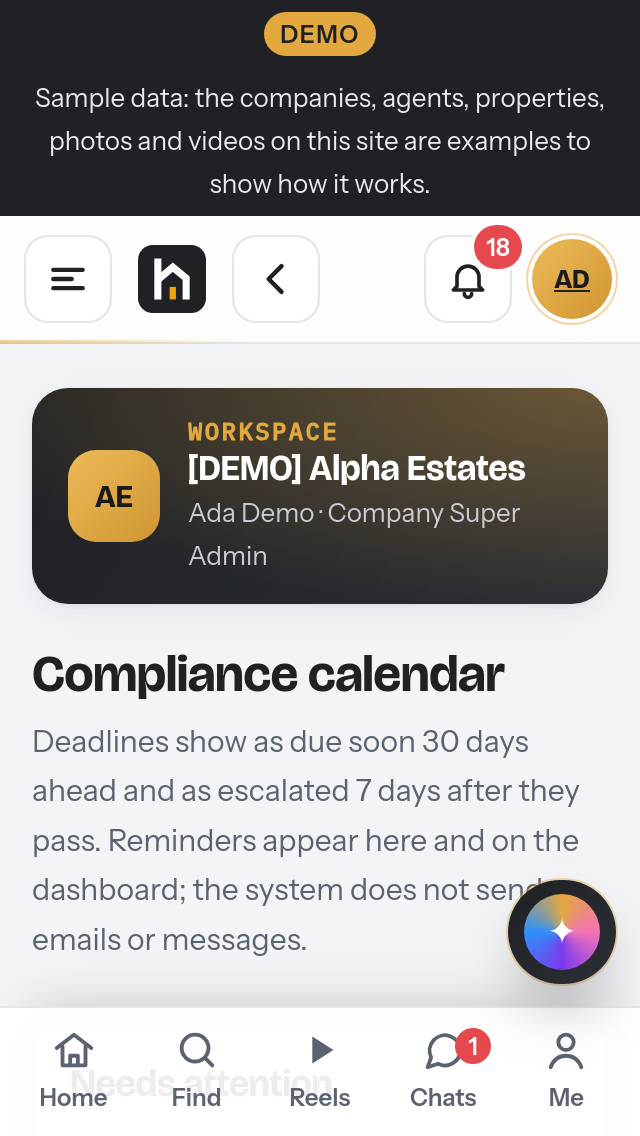 DEMO
Sample data: the companies, agents, properties,
photos and videos on this site are examples to
show how it works.
18
AD
WORKSPACE
AE
[DEMO] Alpha Estates
Ada Demo · Company Super
Admin
Compliance calendar
Deadlines show as due soon 30 days
ahead and as escalated 7 days after they
pass. Reminders appear here and on the
dashboard; the system does not send
emails or messages.
1
Needs attention
Home Find Reels Chats Me